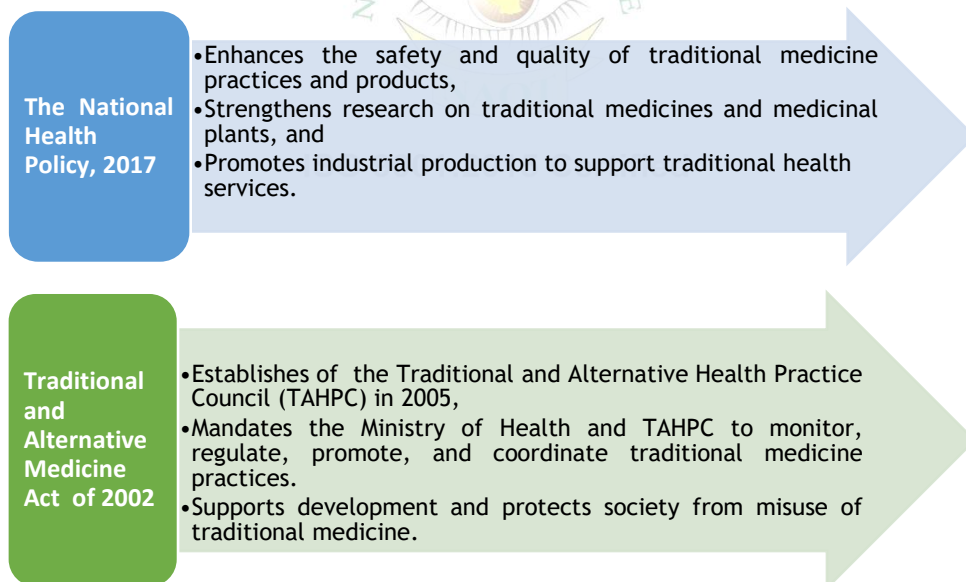 The National
Health
Policy, 2017
•Enhances the safety and quality of traditional medicine
practices and products,
•Strengthens research on traditional medicines and medicinal
plants, and
•Promotes industrial production to support traditional health
services.
Traditional
and
Alternative
Medicine
Act of 2002
•Establishes of the Traditional and Alternative Health Practice
Council (TAHPC) in 2005,
•Mandates the Ministry of Health and TAHPC to monitor,
regulate, promote, and coordinate traditional medicine
practices.
•Supports development and protects society from misuse of
traditional medicine.